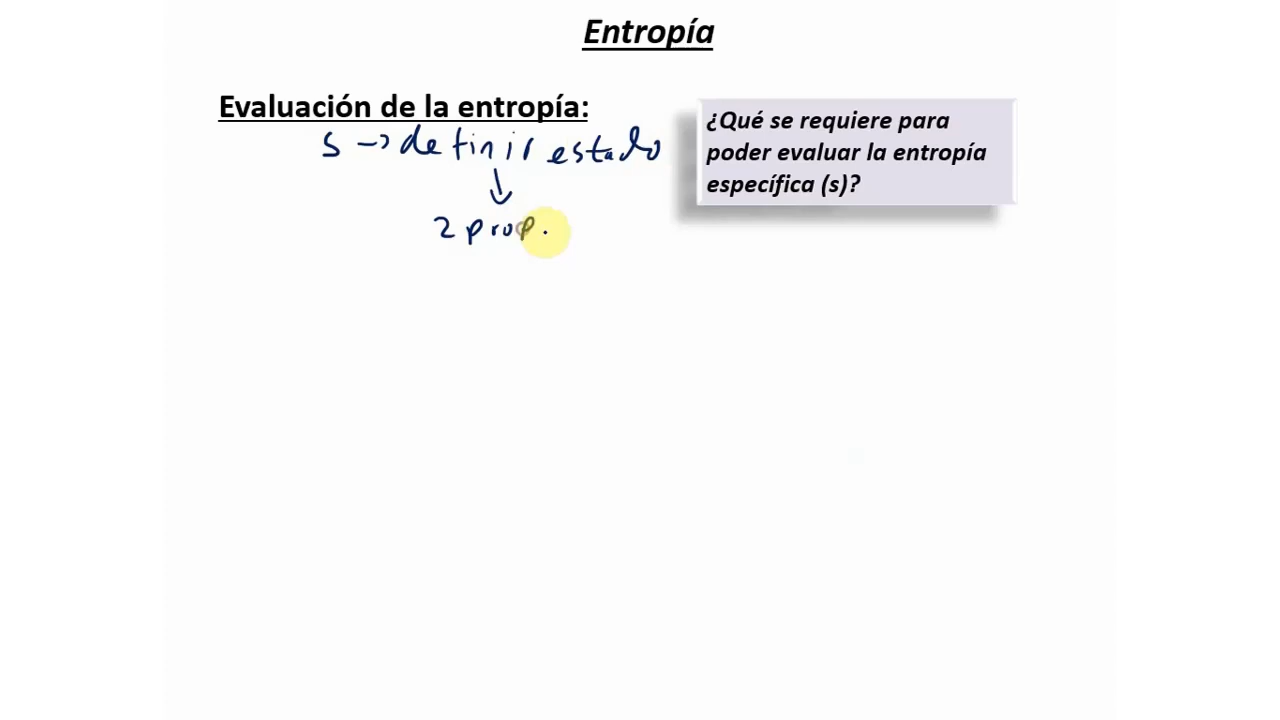 Entropía
Evaluación de la entropía:
s → definir estado
↓
2 prop.
¿Qué se requiere para
poder evaluar la entropía
específica (s)?